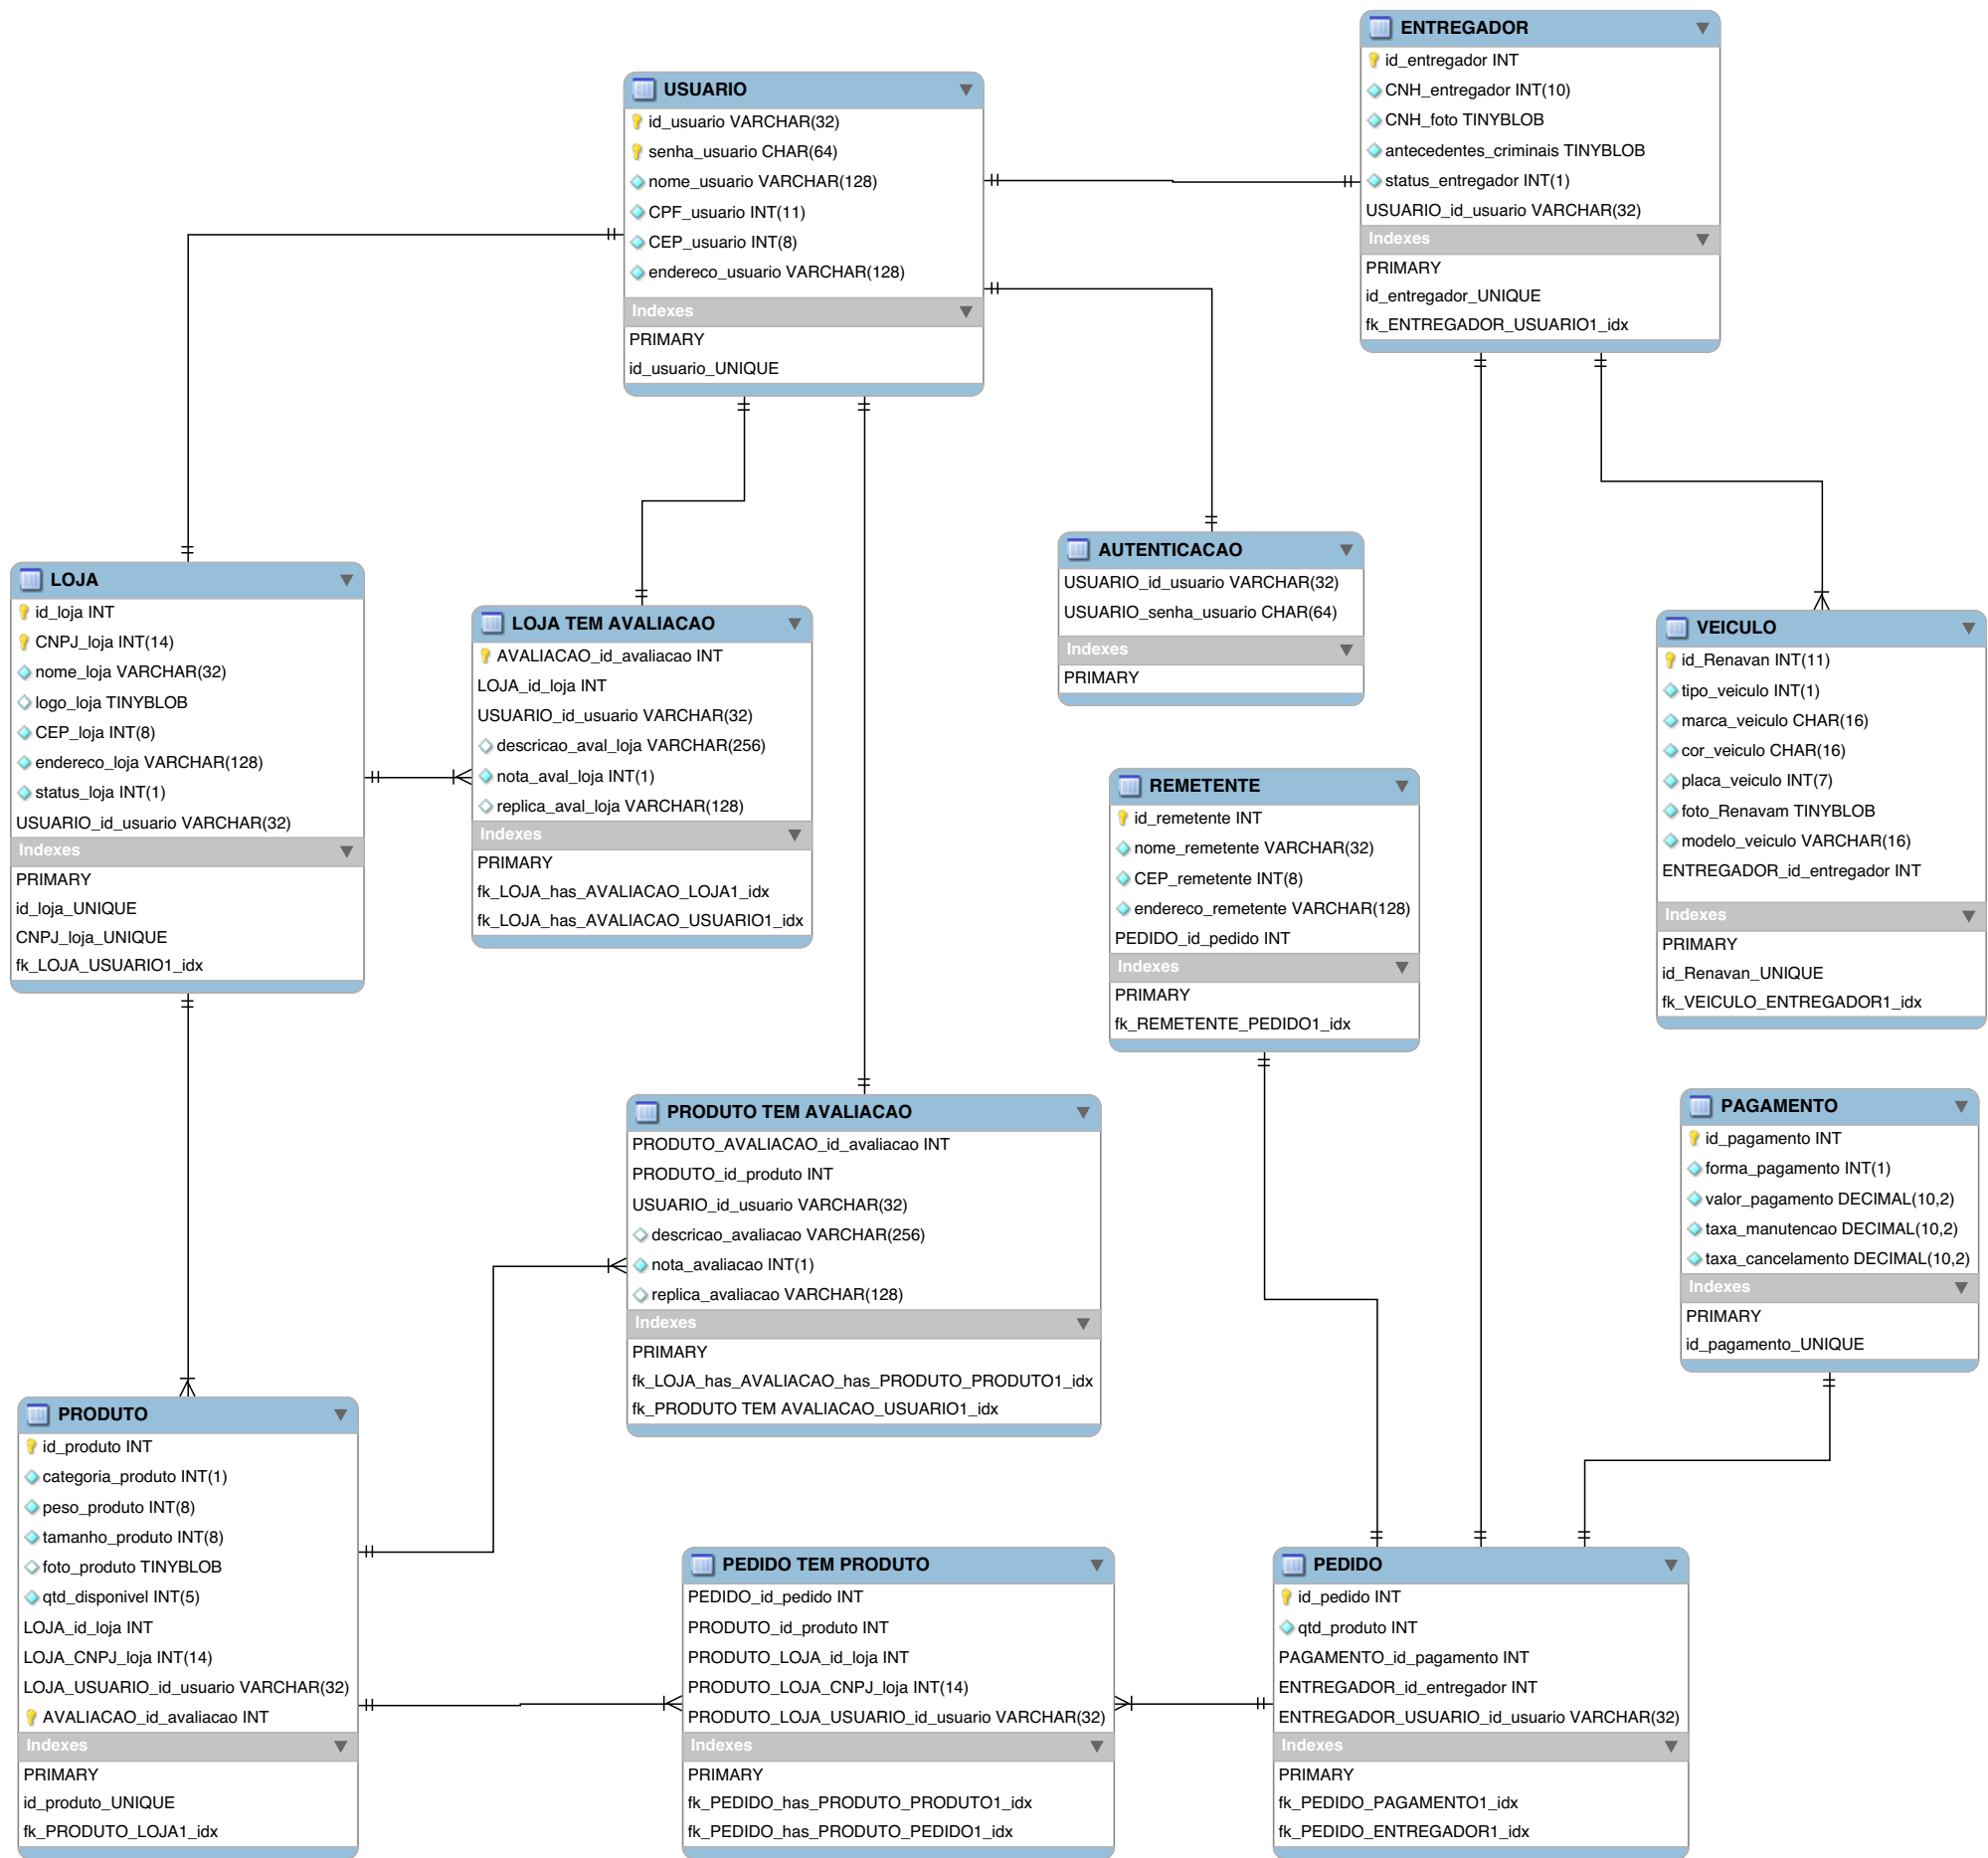 ENTREGADOR
id_entregador INT
CNH_entregador INT(10)
CNH_foto TINYBLOB
antecedentes_criminais TINYBLOB
status_entregador INT(1)
USUARIO_id_usuario VARCHAR(32)
Indexes
PRIMARY
id_entregador_UNIQUE
fk_ENTREGADOR_USUARIO1_idx
USUARIO
id_usuario VARCHAR(32)
senha_usuario CHAR(64)
nome_usuario VARCHAR(128)
CPF_usuario INT(11)
CEP_usuario INT(8)
endereco_usuario VARCHAR(128)
Indexes
PRIMARY
id_usuario_UNIQUE
AUTENTICACAO
USUARIO_id_usuario VARCHAR(32)
USUARIO_senha_usuario CHAR(64)
Indexes
PRIMARY
LOJA
id_loja INT
CNPJ_loja INT(14)
nome_loja VARCHAR(32)
logo_loja TINYBLOB
CEP_loja INT(8)
endereco_loja VARCHAR(128)
status_loja INT(1)
USUARIO_id_usuario VARCHAR(32)
Indexes
PRIMARY
id_loja_UNIQUE
CNPJ_loja_UNIQUE
fk_LOJA_USUARIO1_idx
LOJA TEM AVALIACAO
AVALIACAO_id_avaliacao INT
LOJA_id_loja INT
USUARIO_id_usuario VARCHAR(32)
descricao_aval_loja VARCHAR(256)
nota_aval_loja INT(1)
replica_aval_loja VARCHAR(128)
Indexes
PRIMARY
fk_LOJA_has_AVALIACAO_LOJA1_idx
fk_LOJA_has_AVALIACAO_USUARIO1_idx
VEICULO
id_Renavan INT(11)
tipo_veiculo INT(1)
marca_veiculo CHAR(16)
cor_veiculo CHAR(16)
placa_veiculo INT(7)
foto_Renavam TINYBLOB
modelo_veiculo VARCHAR(16)
ENTREGADOR_id_entregador INT
Indexes
PRIMARY
id_Renavan_UNIQUE
fk_VEICULO_ENTREGADOR1_idx
REMETENTE
id_remetente INT
nome_remetente VARCHAR(32)
CEP_remetente INT(8)
endereco_remetente VARCHAR(128)
PEDIDO_id_pedido INT
Indexes
PRIMARY
fk_REMETENTE_PEDIDO1_idx
PRODUTO TEM AVALIACAO
PRODUTO_AVALIACAO_id_avaliacao INT
PRODUTO_id_produto INT
USUARIO_id_usuario VARCHAR(32)
descricao_avaliacao VARCHAR(256)
nota_avaliacao INT(1)
replica_avaliacao VARCHAR(128)
Indexes
PRIMARY
fk_LOJA_has_AVALIACAO_has_PRODUTO_PRODUTO1_idx
fk_PRODUTO TEM AVALIACAO_USUARIO1_idx
PAGAMENTO
id_pagamento INT
forma_pagamento INT(1)
valor_pagamento DECIMAL(10,2)
taxa_manutencao DECIMAL(10,2)
taxa_cancelamento DECIMAL(10,2)
Indexes
PRIMARY
id_pagamento_UNIQUE
PRODUTO
id_produto INT
categoria_produto INT(1)
peso_produto INT(8)
tamanho_produto INT(8)
foto_produto TINYBLOB
qtd_disponivel INT(5)
LOJA_id_loja INT
LOJA_CNPJ_loja INT(14)
LOJA_USUARIO_id_usuario VARCHAR(32)
AVALIACAO_id_avaliacao INT
Indexes
PRIMARY
id_produto_UNIQUE
fk_PRODUTO_LOJA1_idx
PEDIDO TEM PRODUTO
PEDIDO_id_pedido INT
PRODUTO_id_produto INT
PRODUTO_LOJA_id_loja INT
PRODUTO_LOJA_CNPJ_loja INT(14)
PRODUTO_LOJA_USUARIO_id_usuario VARCHAR(32)
Indexes
PRIMARY
fk_PEDIDO_has_PRODUTO_PRODUTO1_idx
fk_PEDIDO_has_PRODUTO_PEDIDO1_idx
PEDIDO
id_pedido INT
qtd_produto INT
PAGAMENTO_id_pagamento INT
ENTREGADOR_id_entregador INT
ENTREGADOR_USUARIO_id_usuario VARCHAR(32)
Indexes
PRIMARY
fk_PEDIDO_PAGAMENTO1_idx
fk_PEDIDO_ENTREGADOR1_idx